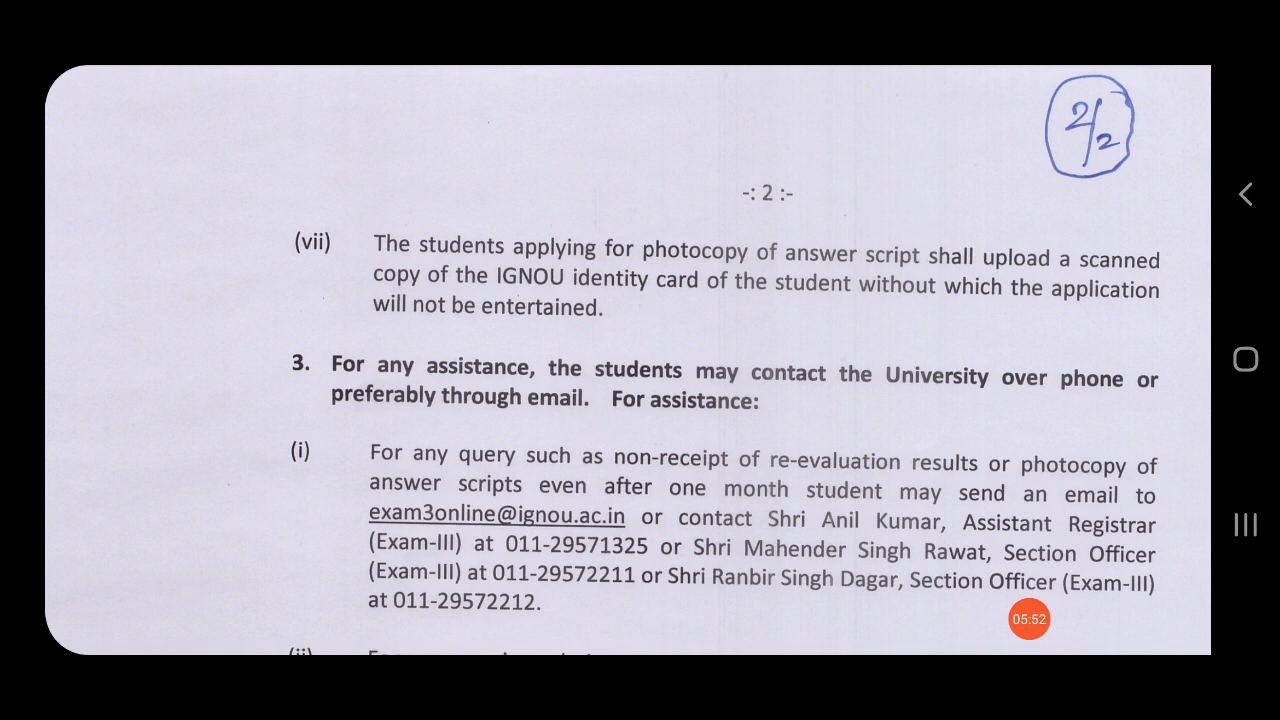 2/2
-: 2 :-
(vii) The students applying for photocopy of answer script shall upload a scanned
copy of the IGNOU identity card of the student without which the application
will not be entertained.
3. For any assistance, the students may contact the University over phone or
preferably through email. For assistance:
(i) For any query such as non-receipt of re-evaluation results or photocopy of
answer scripts even after one month student may send an email to
exam3online@ignou.ac.in or contact Shri Anil Kumar, Assistant Registrar
(Exam-III) at 011-29571325 or Shri Mahender Singh Rawat, Section Officer
(Exam-III) at 011-29572211 or Shri Ranbir Singh Dagar, Section Officer (Exam-III)
at 011-29572212.
05:52